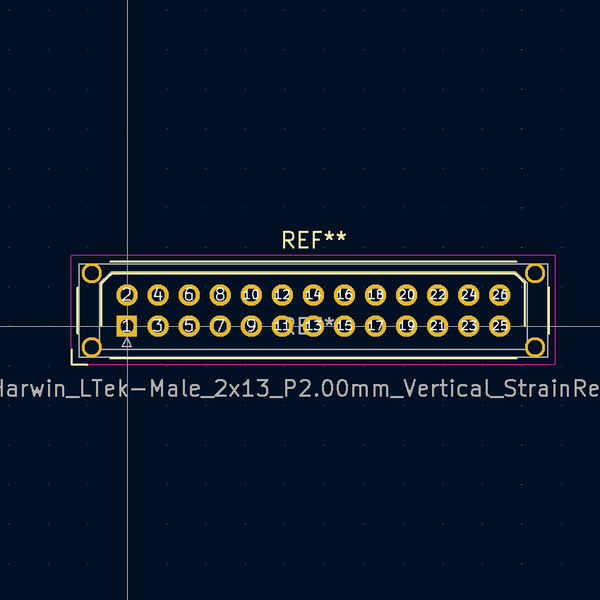 REF**
2 4 6 8 10 12 14 16 18 20 22 24 26
1 3 5 7 9 11 13 15 17 19 21 23 25
REF*
Harwin_LTek-Male_2x13_P2.00mm_Vertical_StrainRe